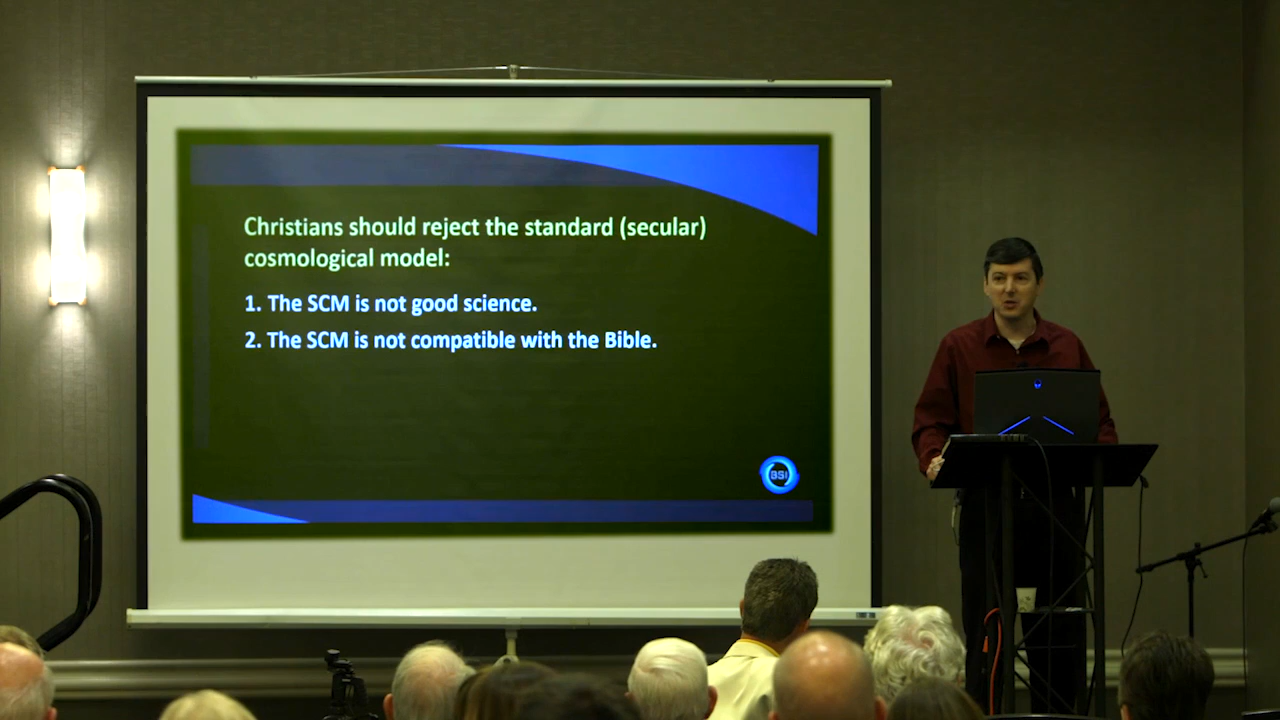 Christians should reject the standard (secular)
cosmological model:
1. The SCM is not good science.
2. The SCM is not compatible with the Bible.
BSI